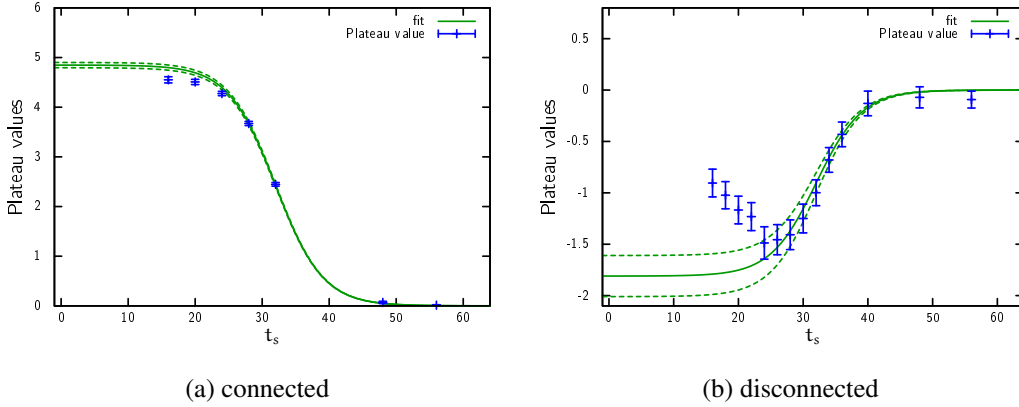 6
5
4
3
2
1
0
0 10 20 30 40 50 60
Plateau values
t_s
fit
Plateau value
(a) connected
0.5
0
-0.5
-1
-1.5
-2
0 10 20 30 40 50 60
Plateau values
t_s
fit
Plateau value
(b) disconnected